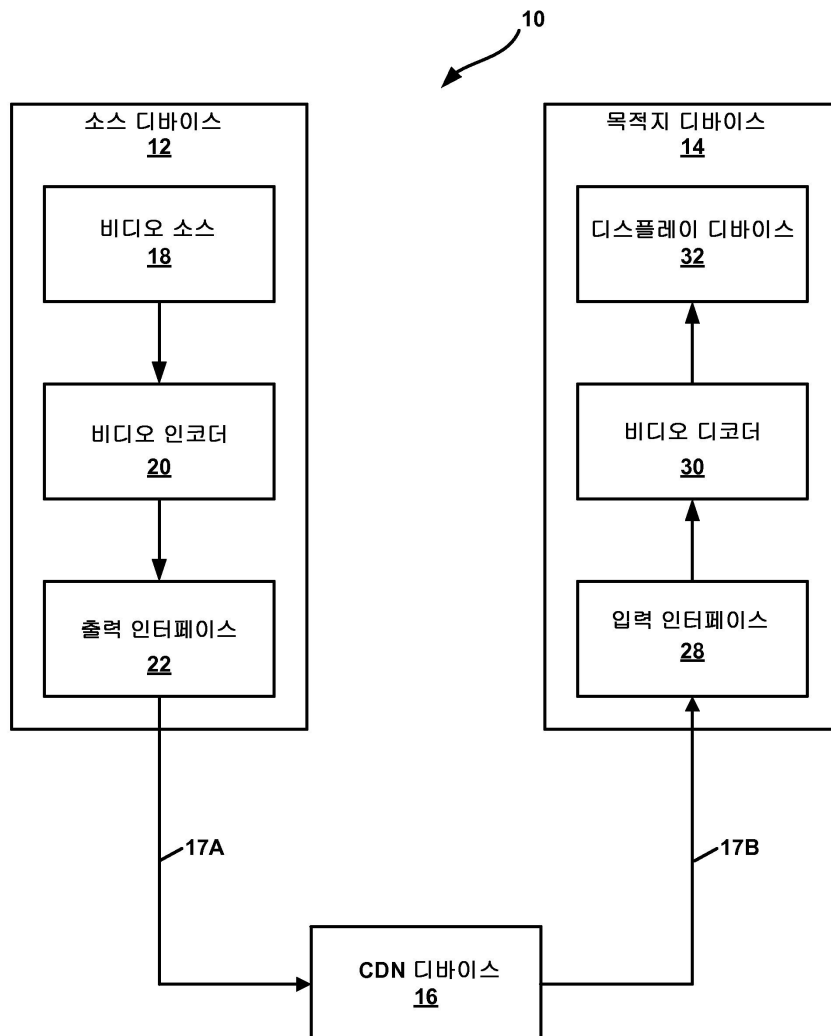 10
소스 디바이스
12
비디오 소스
18
비디오 인코더
20
출력 인터페이스
22
목적지 디바이스
14
디스플레이 디바이스
32
비디오 디코더
30
입력 인터페이스
28
17A
17B
CDN 디바이스
16